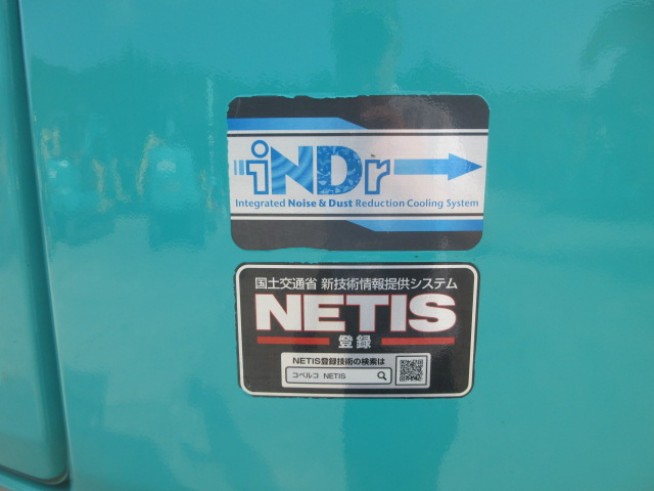 iNDr
Integrated Noise & Dust Reduction Cooling System
国土交通省 新技術情報提供システム
NETIS
登録
NETIS登録技術の検索は
コベルコ NETIS